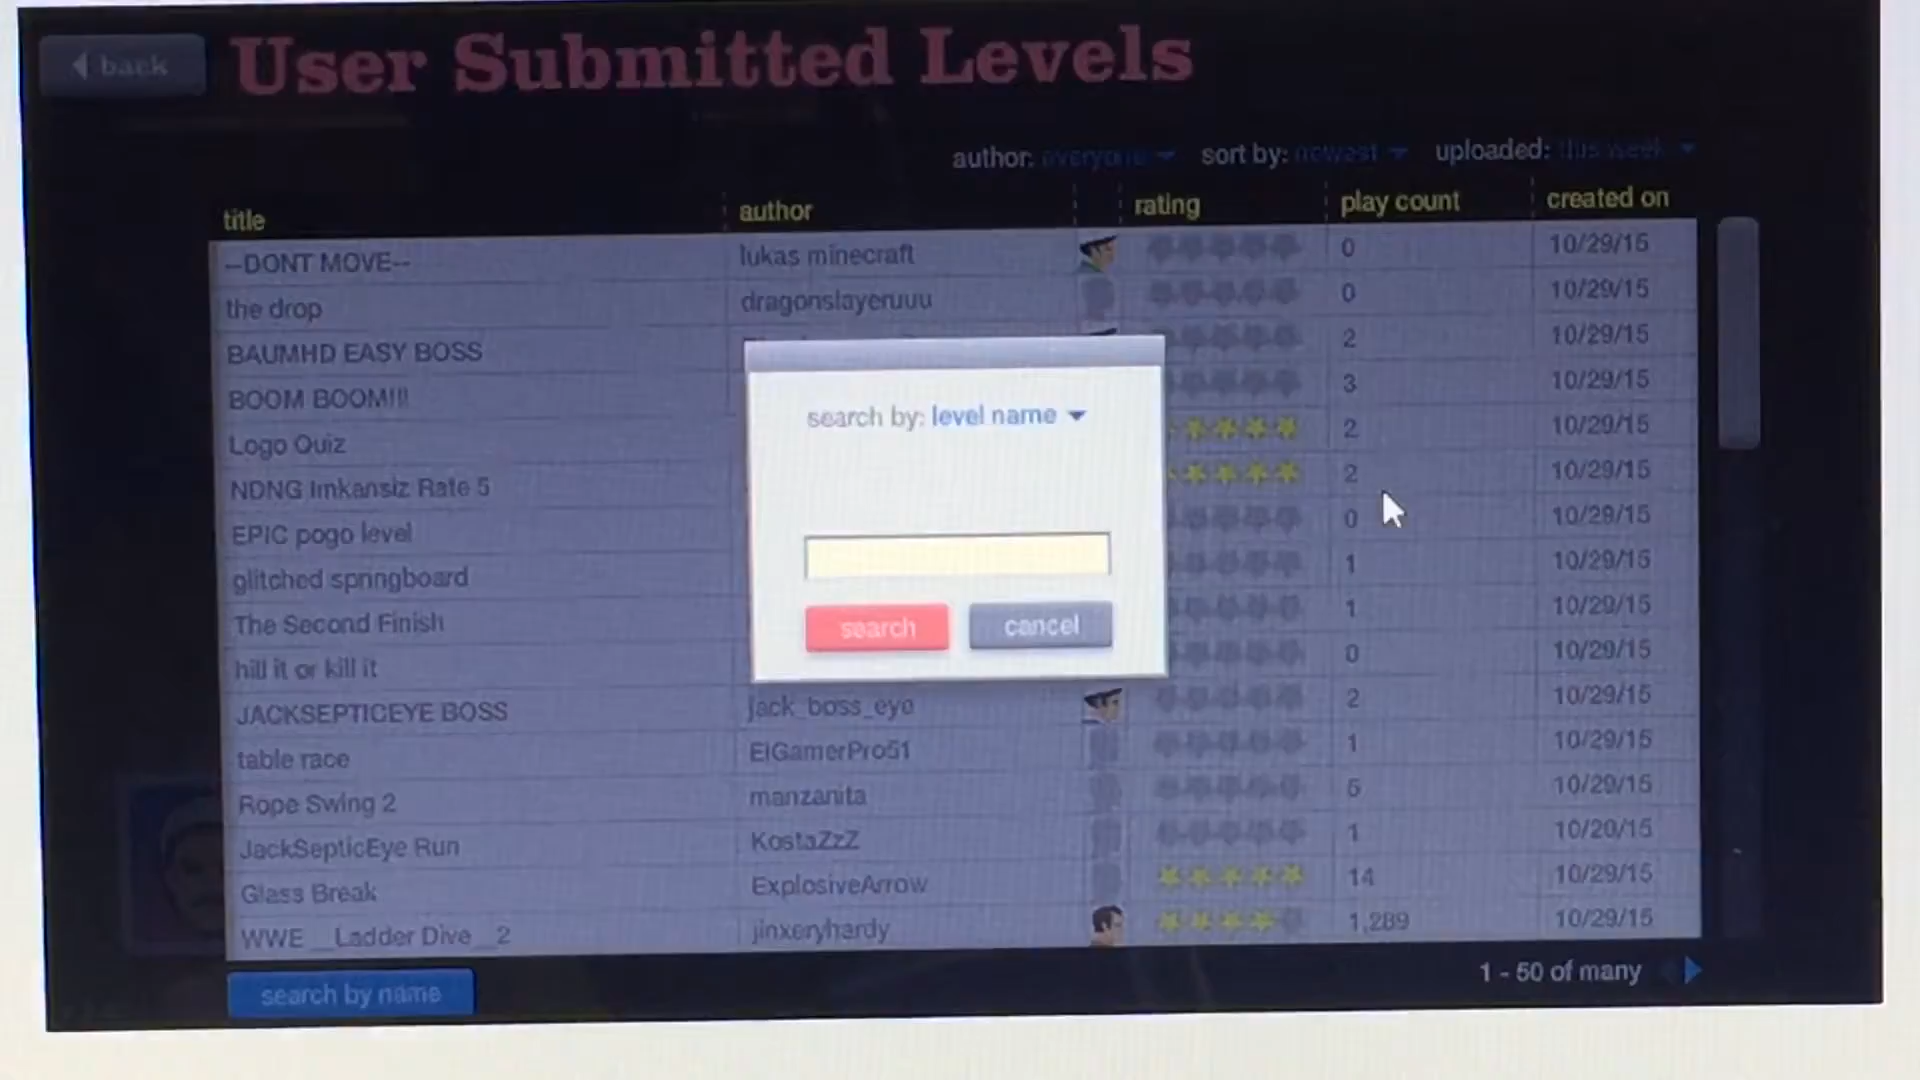 back
User Submitted Levels
author: everyone sort by: newest uploaded: this week
title author rating play count created on
--DONT MOVE-- lukas minecraft 0 10/29/15
the drop dragonslayeruuu 0 10/29/15
BAUMHD EASY BOSS 2 10/29/15
BOOM BOOM!!! 3 10/29/15
Logo Quiz 2 10/29/15
NDNG Imkansiz Rate 5 2 10/29/15
EPIC pogo level 0 10/29/15
glitched springboard 1 10/29/15
The Second Finish 1 10/29/15
hill it or kill it 0 10/29/15
JACKSEPTICEYE BOSS jack_boss_eye 2 10/29/15
table race ElGamerPro51 1 10/29/15
Rope Swing 2 manzanita 5 10/29/15
JackSepticEye Run KostaZzZ 1 10/29/15
Glass Break ExplosiveArrow 14 10/29/15
WWE__Ladder Dive__2 jinxeryhardy 1,289 10/29/15
search by: level name
search cancel
search by name
1 - 50 of many